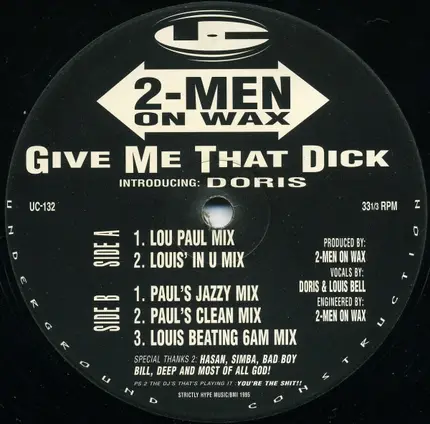 UC
2-MEN
ON WAX
GIVE ME THAT DICK
INTRODUCING: DORIS
UC-132
33 1/3 RPM
SIDE A
1. LOU PAUL MIX
2. LOUIS' IN U MIX
SIDE B
1. PAUL'S JAZZY MIX
2. PAUL'S CLEAN MIX
3. LOUIS BEATING 6AM MIX
PRODUCED BY:
2-MEN ON WAX
VOCALS BY:
DORIS & LOUIS BELL
ENGINEERED BY:
2-MEN ON WAX
SPECIAL THANKS 2: HASAN, SIMBA, BAD BOY
BILL, DEEP AND MOST OF ALL GOD!
PS.2 THE DJ'S THAT'S PLAYING IT : YOU'RE THE SHIT!!
STRICTLY HYPE MUSIC/BMI 1995
UNDERGROUND CONSTRUCTION